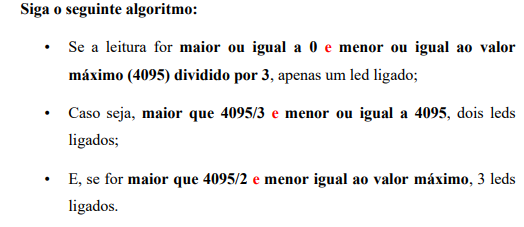 Siga o seguinte algoritmo:
• Se a leitura for maior ou igual a 0 e menor ou igual ao valor
máximo (4095) dividido por 3, apenas um led ligado;
• Caso seja, maior que 4095/3 e menor ou igual a 4095, dois leds
ligados;
• E, se for maior que 4095/2 e menor igual ao valor máximo, 3 leds
ligados.